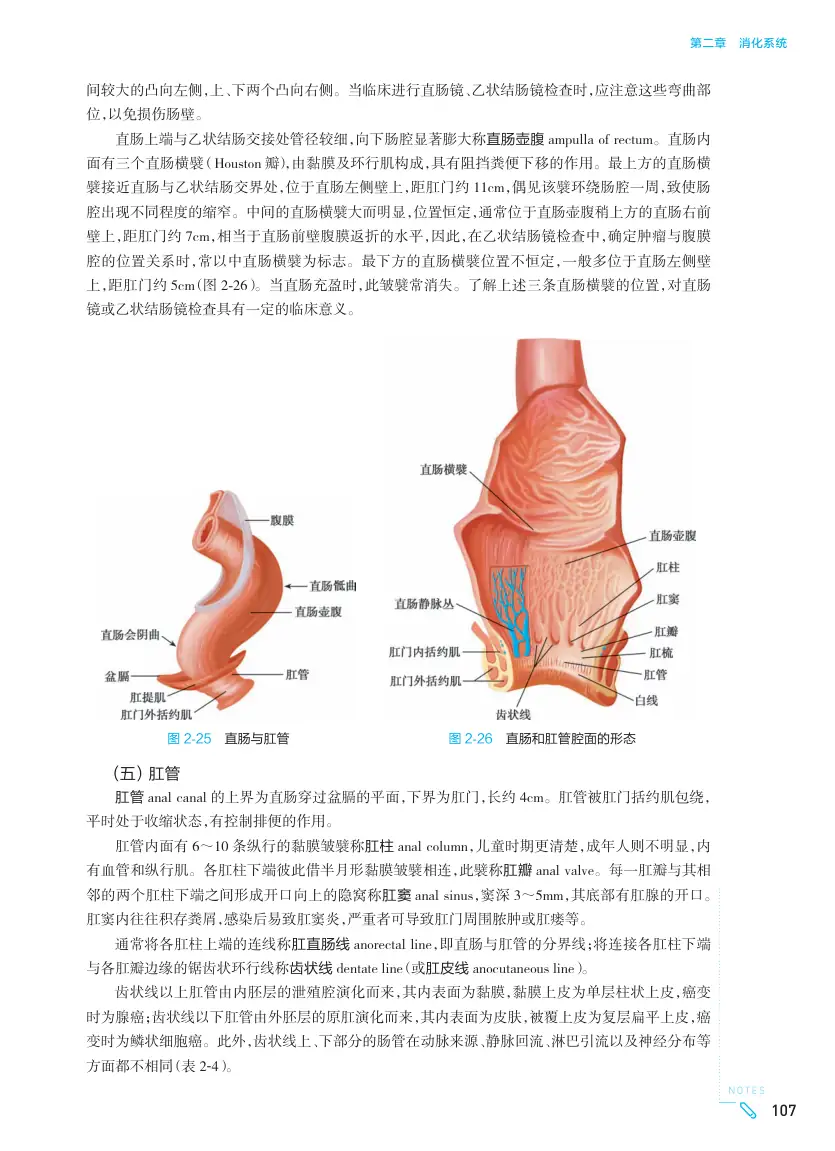 第二章 消化系统
间较大的凸向左侧,上、下两个凸向右侧。当临床进行直肠镜、乙状结肠镜检查时,应注意这些弯曲部
位,以免损伤肠壁。
直肠上端与乙状结肠交接处管径较细,向下肠腔显著膨大称直肠壶腹 ampulla of rectum。直肠内
面有三个直肠横襞(Houston 瓣),由黏膜及环行肌构成,具有阻挡粪便下移的作用。最上方的直肠横
襞接近直肠与乙状结肠交界处,位于直肠左侧壁上,距肛门约 11cm,偶见该襞环绕肠腔一周,致使肠
腔出现不同程度的缩窄。中间的直肠横襞大而明显,位置恒定,通常位于直肠壶腹稍上方的直肠右前
壁上,距肛门约 7cm,相当于直肠前壁腹膜返折的水平,因此,在乙状结肠镜检查中,确定肿瘤与腹膜
腔的位置关系时,常以中直肠横襞为标志。最下方的直肠横襞位置不恒定,一般多位于直肠左侧壁
上,距肛门约 5cm(图 2-26)。当直肠充盈时,此皱襞常消失。了解上述三条直肠横襞的位置,对直肠
镜或乙状结肠镜检查具有一定的临床意义。
腹膜
直肠骶曲
直肠壶腹
直肠会阴曲
盆膈
肛管
肛提肌
肛门外括约肌
图 2-25 直肠与肛管
直肠横襞
直肠壶腹
肛柱
肛窦
直肠静脉丛
肛瓣
肛门内括约肌
肛梳
肛管
肛门外括约肌
白线
齿状线
图 2-26 直肠和肛管腔面的形态
(五)肛管
肛管 anal canal 的上界为直肠穿过盆膈的平面,下界为肛门,长约 4cm。肛管被肛门括约肌包绕,
平时处于收缩状态,有控制排便的作用。
肛管内面有 6～10 条纵行的黏膜皱襞称肛柱 anal column,儿童时期更清楚,成年人则不明显,内
有血管和纵行肌。各肛柱下端彼此借半月形黏膜皱襞相连,此襞称肛瓣 anal valve。每一肛瓣与其相
邻的两个肛柱下端之间形成开口向上的隐窝称肛窦 anal sinus,窦深 3～5mm,其底部有肛腺的开口。
肛窦内往往积存粪屑,感染后易致肛窦炎,严重者可导致肛门周围脓肿或肛瘘等。
通常将各肛柱上端的连线称肛直肠线 anorectal line,即直肠与肛管的分界线;将连接各肛柱下端
与各肛瓣边缘的锯齿状环行线称齿状线 dentate line(或肛皮线 anocutaneous line)。
齿状线以上肛管由内胚层的泄殖腔演化而来,其内表面为黏膜,黏膜上皮为单层柱状上皮,癌变
时为腺癌;齿状线以下肛管由外胚层的原肛演化而来,其内表面为皮肤,被覆上皮为复层扁平上皮,癌
变时为鳞状细胞癌。此外,齿状线上、下部分的肠管在动脉来源、静脉回流、淋巴引流以及神经分布等
方面都不相同(表 2-4)。
NOTES
107